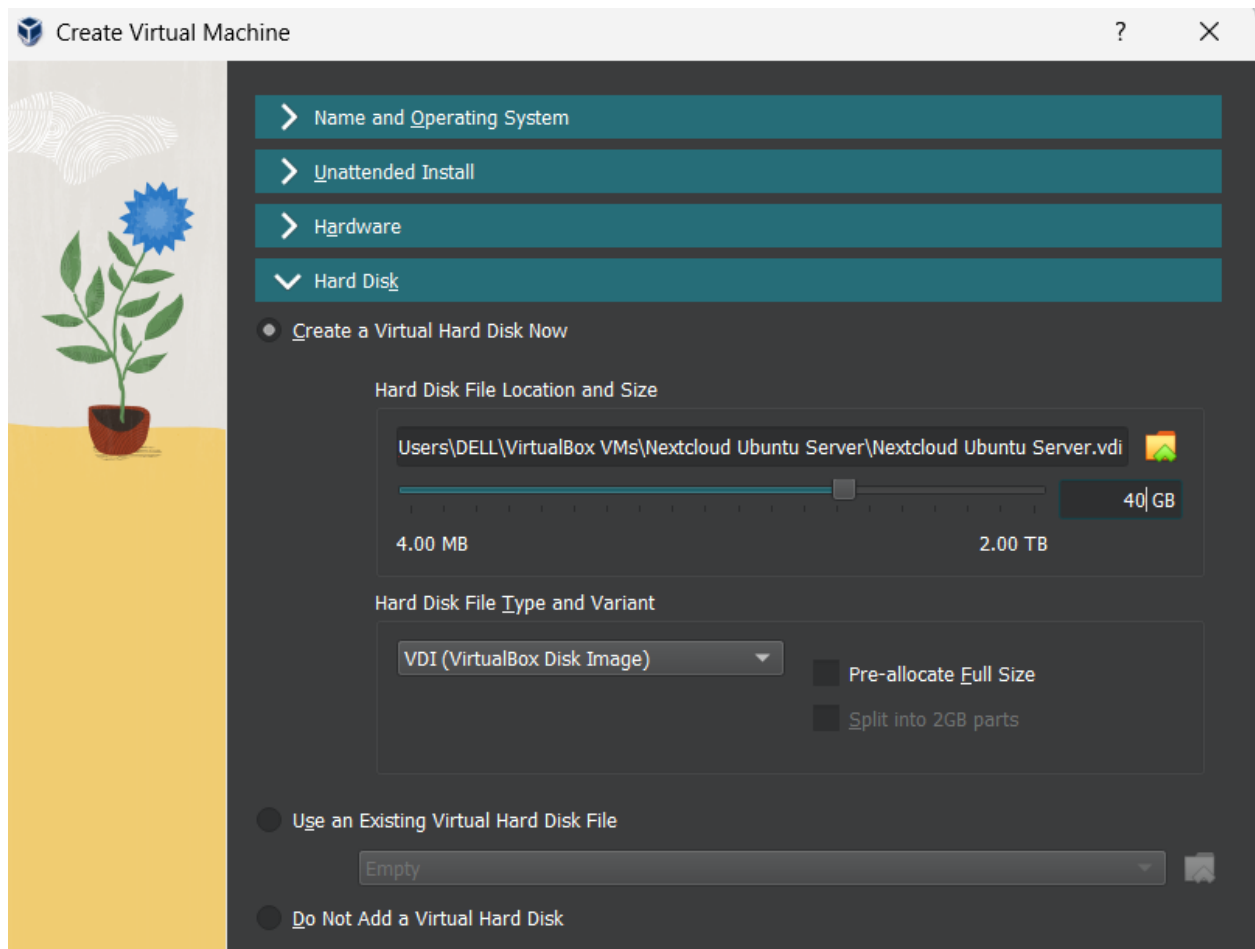 Create Virtual Machine ?
Name and Operating System
Unattended Install
Hardware
Hard Disk
Create a Virtual Hard Disk Now
Hard Disk File Location and Size
Users\DELL\VirtualBox VMs\Nextcloud Ubuntu Server\Nextcloud Ubuntu Server.vdi
40 GB
4.00 MB 2.00 TB
Hard Disk File Type and Variant
VDI (VirtualBox Disk Image)
Pre-allocate Full Size
Split into 2GB parts
Use an Existing Virtual Hard Disk File
Empty
Do Not Add a Virtual Hard Disk